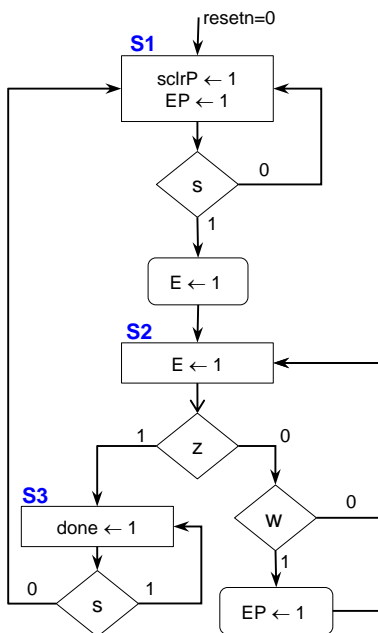 resetn=0
S1
sclrP ← 1
EP ← 1
s
0
1
E ← 1
S2
E ← 1
z
1
0
S3
done ← 1
w
0
1
s
0
1
EP ← 1